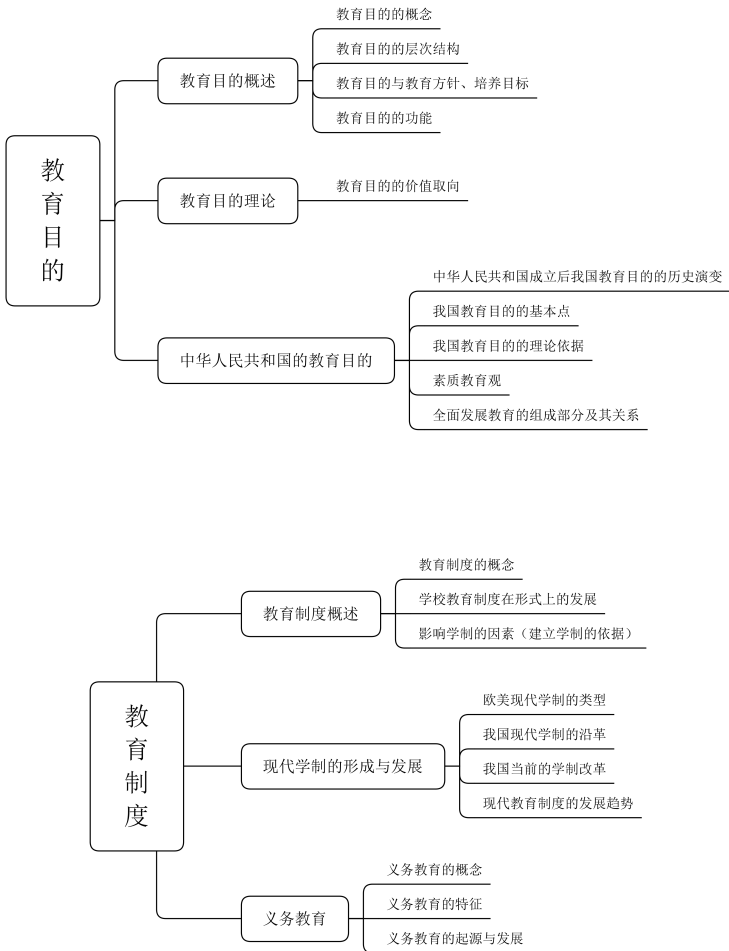 教育目的
教育目的概述
教育目的的概念
教育目的的层次结构
教育目的与教育方针、培养目标
教育目的的功能
教育目的理论
教育目的的价值取向
中华人民共和国的教育目的
中华人民共和国成立后我国教育目的的历史演变
我国教育目的的基本点
我国教育目的的理论依据
素质教育观
全面发展教育的组成部分及其关系
教育制度
教育制度概述
教育制度的概念
学校教育制度在形式上的发展
影响学制的因素（建立学制的依据）
现代学制的形成与发展
欧美现代学制的类型
我国现代学制的沿革
我国当前的学制改革
现代教育制度的发展趋势
义务教育
义务教育的概念
义务教育的特征
义务教育的起源与发展